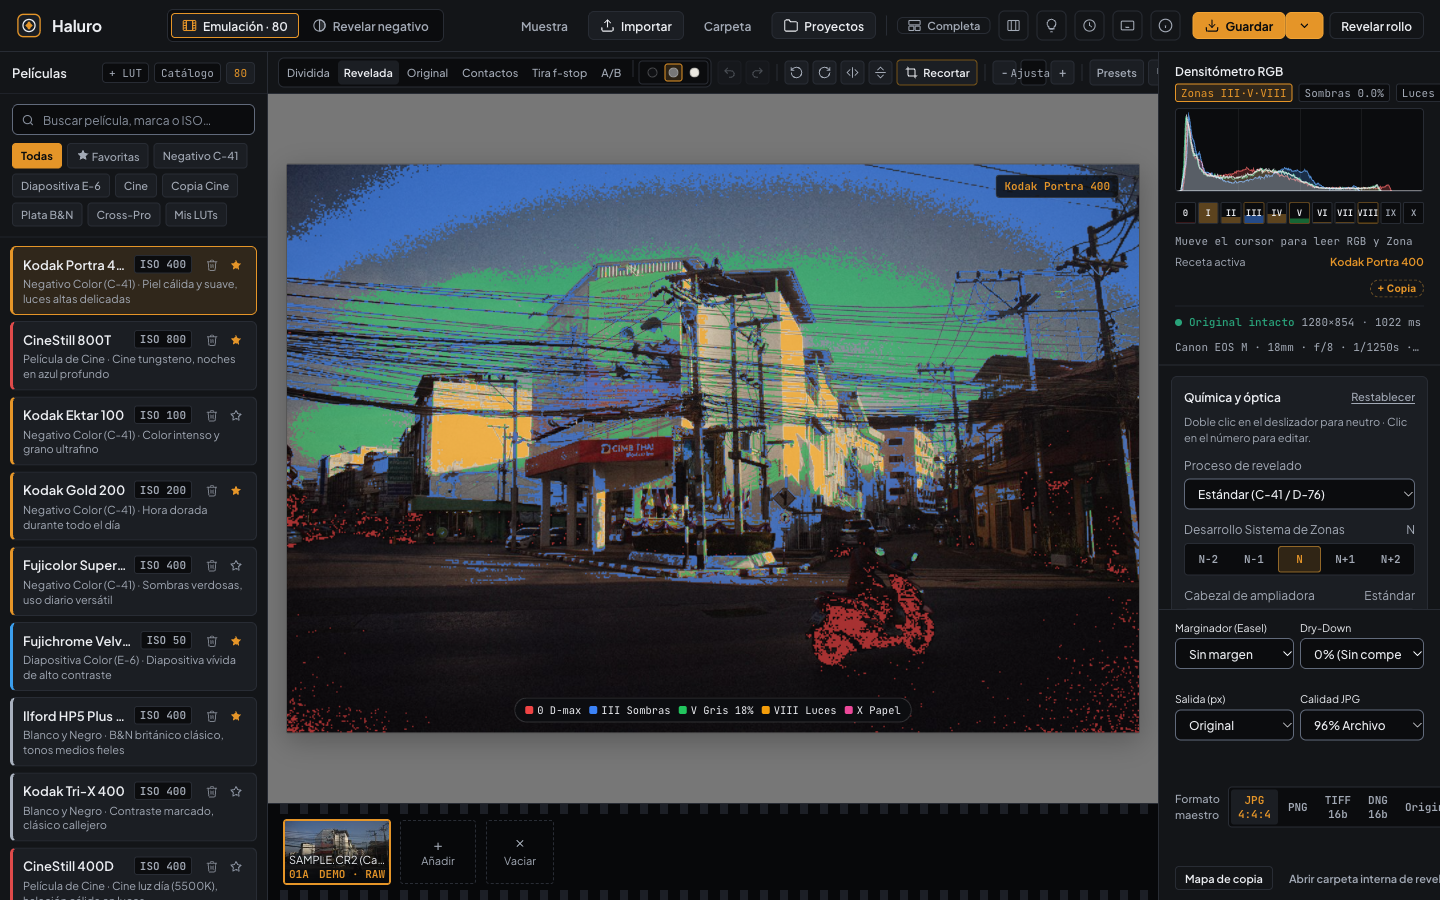 Haluro
Emulación · 80
Revelar negativo
Muestra
Importar
Carpeta
Proyectos
Completa
Guardar
Revelar rollo
Películas
+ LUT
Catálogo
80
Buscar película, marca o ISO...
Todas
Favoritas
Negativo C-41
Diapositiva E-6
Cine
Copia Cine
Plata B&N
Cross-Pro
Mis LUTs
Kodak Portra 4...
ISO 400
Negativo Color (C-41) · Piel cálida y suave,
luces altas delicadas
CineStill 800T
ISO 800
Película de Cine · Cine tungsteno, noches
en azul profundo
Kodak Ektar 100
ISO 100
Negativo Color (C-41) · Color intenso y
grano ultrafino
Kodak Gold 200
ISO 200
Negativo Color (C-41) · Hora dorada
durante todo el día
Fujicolor Super...
ISO 400
Negativo Color (C-41) · Sombras verdosas,
uso diario versátil
Fujichrome Velv...
ISO 50
Diapositiva Color (E-6) · Diapositiva vívida
de alto contraste
Ilford HP5 Plus ...
ISO 400
Blanco y Negro · B&N británico clásico,
tonos medios fieles
Kodak Tri-X 400
ISO 400
Blanco y Negro · Contraste marcado,
clásico callejero
CineStill 400D
ISO 400
Película de Cine · Cine luz día (5500K),
Dividida
Revelada
Original
Contactos
Tira f-stop
A/B
Recortar
- Ajusta +
Presets
Kodak Portra 400
CIMB THAI
0 D-max
III Sombras
V Gris 18%
VIII Luces
X Papel
SAMPLE.CR2 (Ca...
01A DEMO · RAW
+
Añadir
×
Vaciar
Densitómetro RGB
Zonas III·V·VIII
Sombras 0.0%
Luces
0 I II III IV V VI VII VIII IX X
Mueve el cursor para leer RGB y Zona
Receta activa
Kodak Portra 400
+ Copia
Original intacto 1280×854 · 1022 ms
Canon EOS M · 18mm · f/8 · 1/1250s ·…
Química y óptica
Restablecer
Doble clic en el deslizador para neutro · Clic
en el número para editar.
Proceso de revelado
Estándar (C-41 / D-76)
Desarrollo Sistema de Zonas
N
N-2
N-1
N
N+1
N+2
Cabezal de ampliadora
Estándar
Marginador (Easel)
Dry-Down
Sin margen
0% (Sin compe
Salida (px)
Calidad JPG
Original
96% Archivo
Formato
maestro
JPG
4:4:4
PNG
TIFF
16b
DNG
16b
Origin
Mapa de copia
Abrir carpeta interna de revel